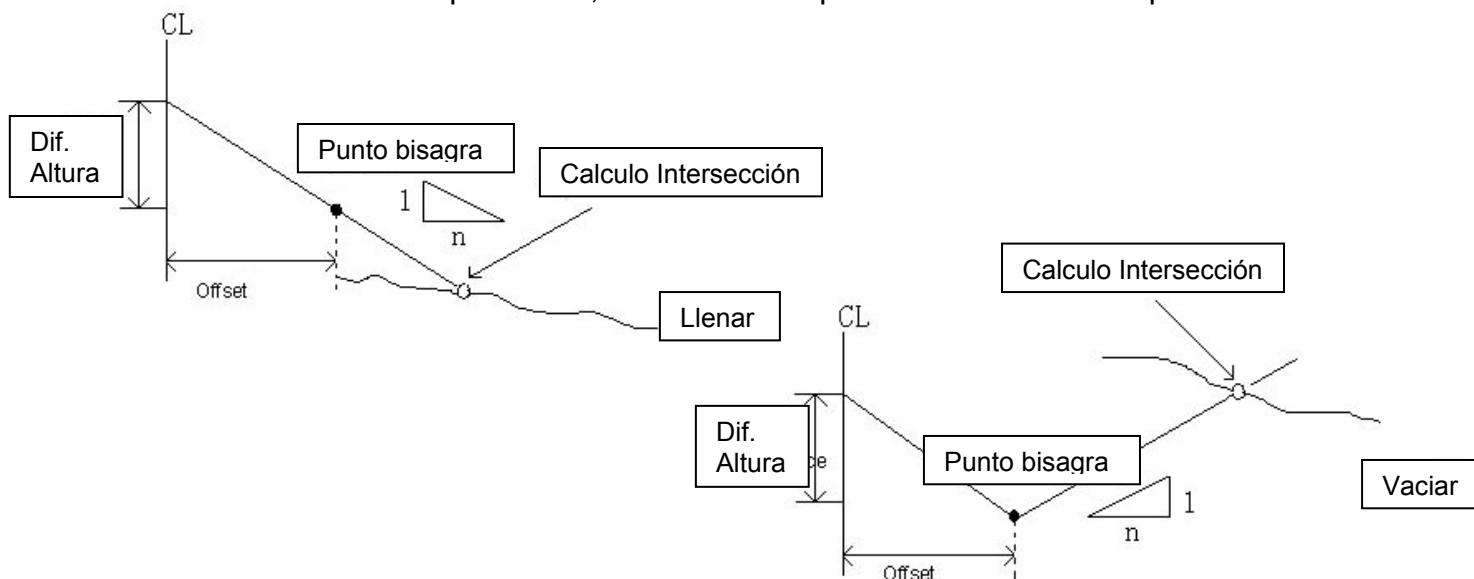 CL
Dif.
Altura
Punto bisagra
Calculo Intersección
1
n
Offset
Llenar
Calculo Intersección
CL
Dif.
Altura
Punto bisagra
1
n
Vaciar
Offset